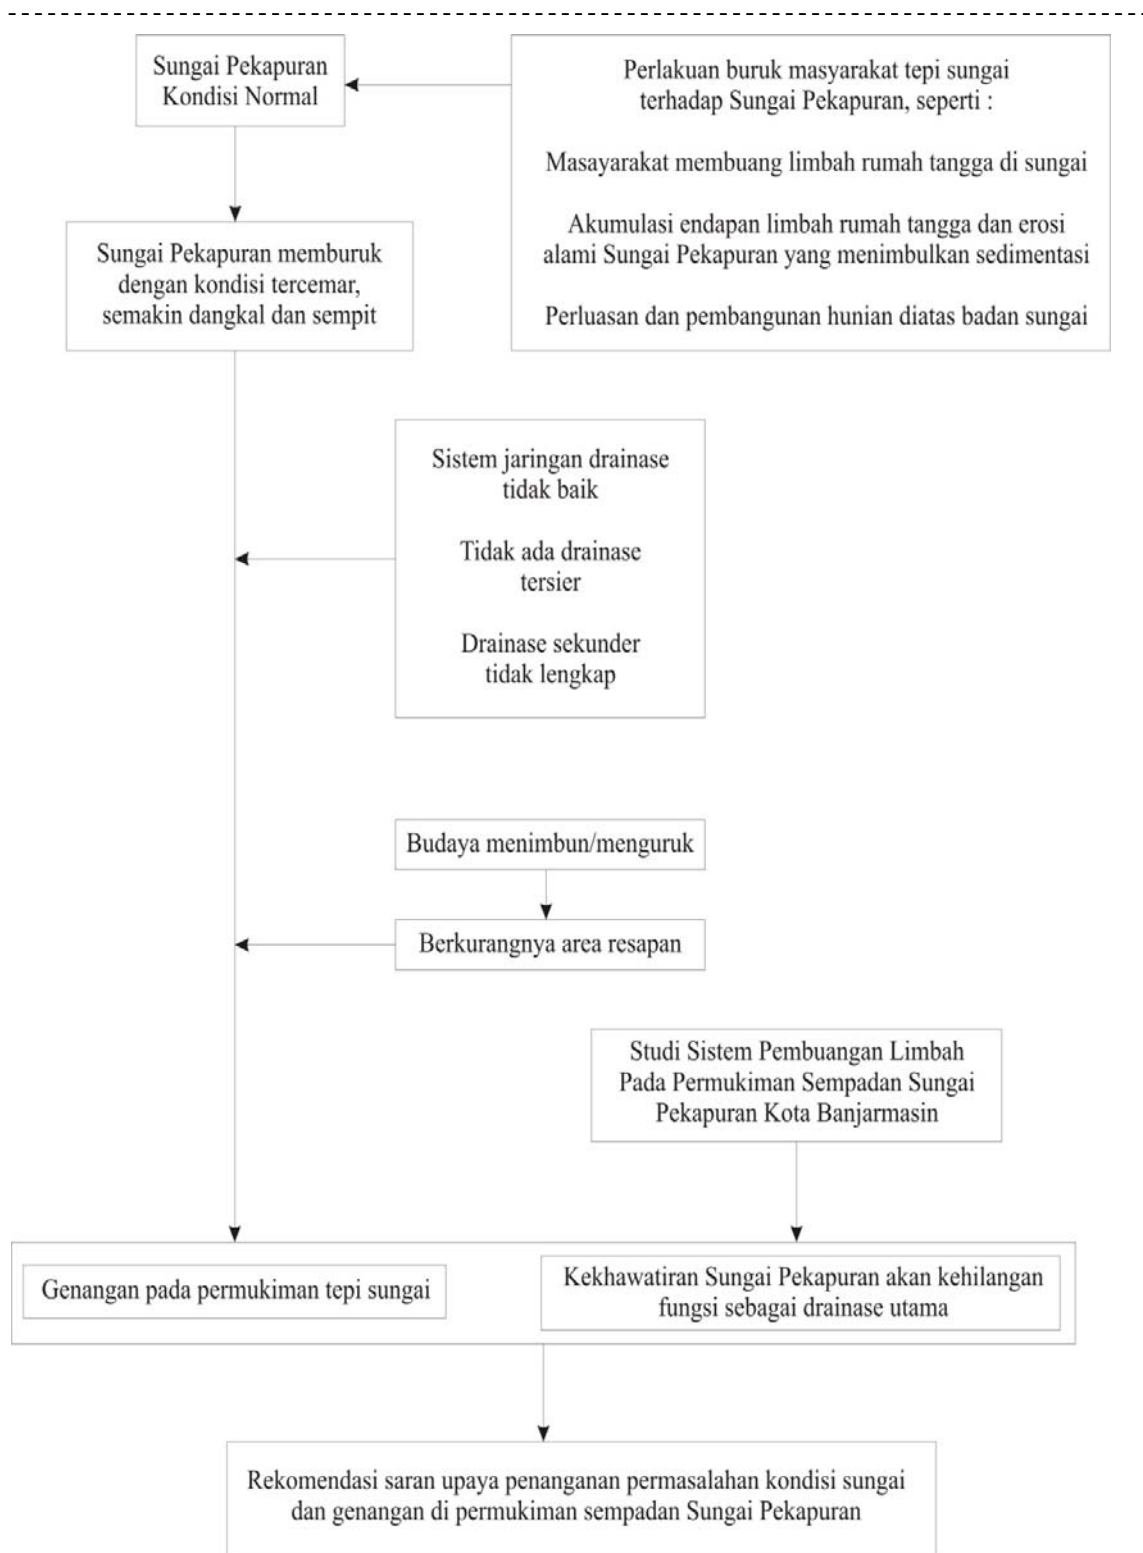 Sungai Pekapuran
Kondisi Normal
Perlakuan buruk masyarakat tepi sungai
terhadap Sungai Pekapuran, seperti :
Masayarakat membuang limbah rumah tangga di sungai
Akumulasi endapan limbah rumah tangga dan erosi
alami Sungai Pekapuran yang menimbulkan sedimentasi
Perluasan dan pembangunan hunian diatas badan sungai
Sungai Pekapuran memburuk
dengan kondisi tercemar,
semakin dangkal dan sempit
Sistem jaringan drainase
tidak baik
Tidak ada drainase
tersier
Drainase sekunder
tidak lengkap
Budaya menimbun/menguruk
Berkurangnya area resapan
Studi Sistem Pembuangan Limbah
Pada Permukiman Sempadan Sungai
Pekapuran Kota Banjarmasin
Genangan pada permukiman tepi sungai
Kekhawatiran Sungai Pekapuran akan kehilangan
fungsi sebagai drainase utama
Rekomendasi saran upaya penanganan permasalahan kondisi sungai
dan genangan di permukiman sempadan Sungai Pekapuran